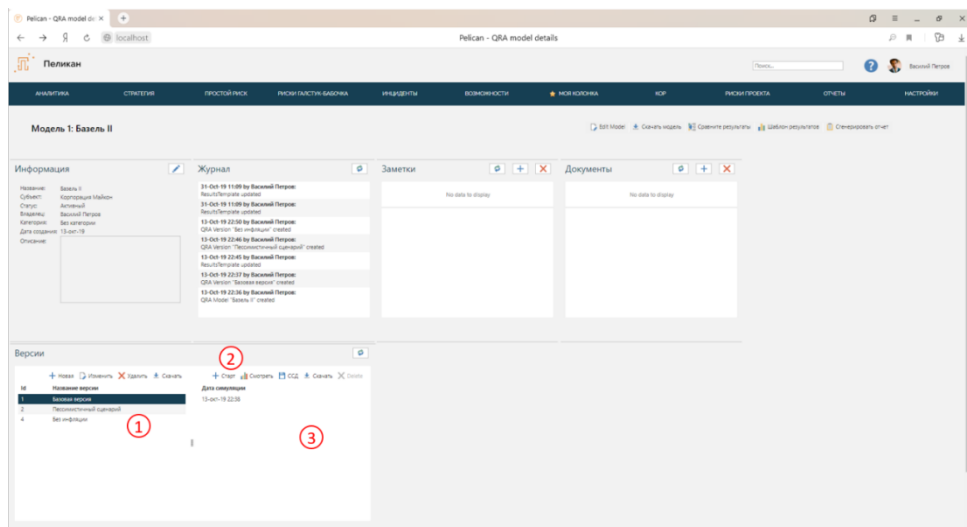 Pelican - QRA model de
localhost
Pelican - QRA model details
Пеликан
Поиск...
Василий Петров
АНАЛИТИКА СТРАТЕГИЯ ПРОСТОЙ РИСК РИСКИ ГАЛСТУК-БАБОЧКА ИНЦИДЕНТЫ ВОЗМОЖНОСТИ МОЯ КОЛОНКА КОР РИСКИ ПРОЕКТА ОТЧЕТЫ НАСТРОЙКИ
Модель 1: Базель II
Edit Model Скачать модель Сравните результаты Шаблон результатов Сгенерировать отчет
Информация
Название: Базель II
Субъект: Корпорация Майкон
Статус: Активный
Владелец: Василий Петров
Категория: Без категории
Дата создания: 13-окт-19
Описание:
Журнал
31-Oct-19 11:09 by Василий Петров:
ResultsTemplate updated
31-Oct-19 11:09 by Василий Петров:
ResultsTemplate updated
13-Oct-19 22:50 by Василий Петров:
QRA Version "Без инфляции" created
13-Oct-19 22:46 by Василий Петров:
QRA Version "Пессимистичный сценарий" created
13-Oct-19 22:45 by Василий Петров:
ResultsTemplate updated
13-Oct-19 22:37 by Василий Петров:
QRA Version "Базовая версия" created
13-Oct-19 22:36 by Василий Петров:
QRA Model "Базель II" created
Заметки
No data to display
Документы
No data to display
Версии
2
Новая Изменить Удалить Скачать
Id Название версии
1 Базовая версия
2 Пессимистичный сценарий
4 Без инфляции
1
Старт Смотреть ССД Скачать Delete
Дата симуляции
13-окт-19 22:38
3